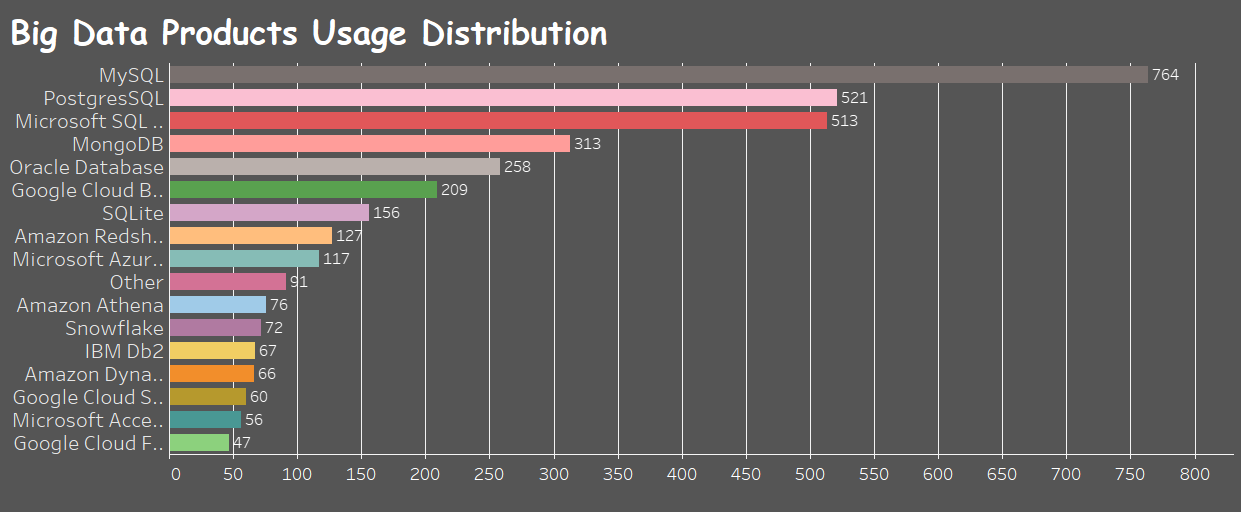 Big Data Products Usage Distribution
MySQL 764
PostgresSQL 521
Microsoft SQL .. 513
MongoDB 313
Oracle Database 258
Google Cloud B.. 209
SQLite 156
Amazon Redsh.. 127
Microsoft Azur.. 117
Other 91
Amazon Athena 76
Snowflake 72
IBM Db2 67
Amazon Dyna.. 66
Google Cloud S.. 60
Microsoft Acce.. 56
Google Cloud F.. 47
0 50 100 150 200 250 300 350 400 450 500 550 600 650 700 750 800